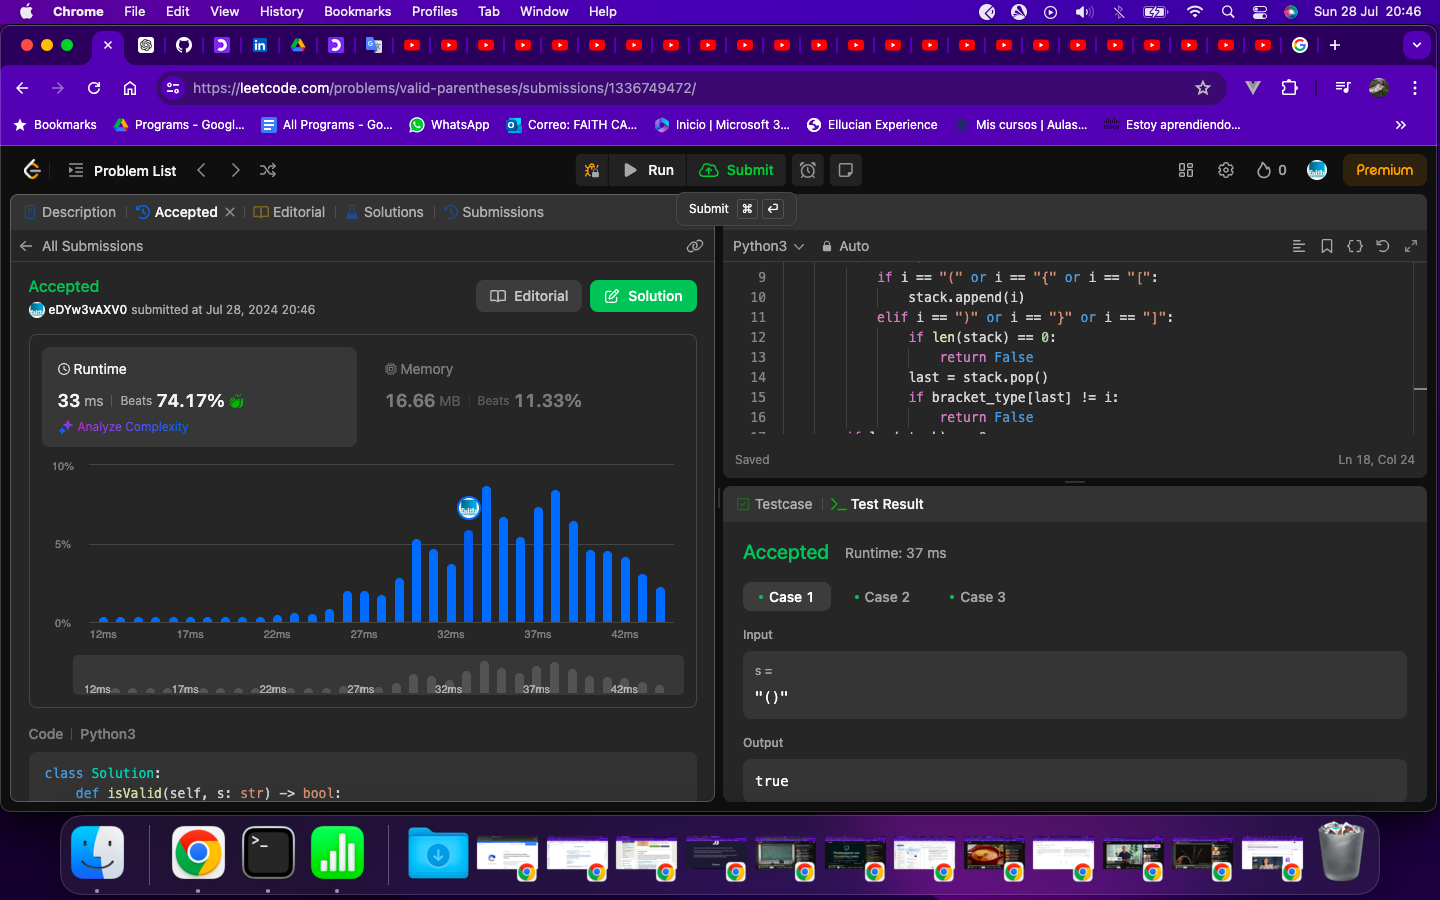 Chrome File Edit View History Bookmarks Profiles Tab Window Help Sun 28 Jul 20:46
https://leetcode.com/problems/valid-parentheses/submissions/1336749472/
Bookmarks Programs - Googl... All Programs - Go... WhatsApp Correo: FAITH CA... Inicio | Microsoft 3... Ellucian Experience Mis cursos | Aulas... Estoy aprendiendo... »
Problem List Run Submit 0 Premium
Description Accepted Editorial Solutions Submissions
Submit ⌘ ⏎
All Submissions
Accepted
eDYw3vAXV0 submitted at Jul 28, 2024 20:46
Editorial Solution
Runtime
33 ms Beats 74.17%
Analyze Complexity
Memory
16.66 MB Beats 11.33%
10%
5%
0%
12ms 17ms 22ms 27ms 32ms 37ms 42ms
12ms 17ms 22ms 27ms 32ms 37ms 42ms
Code Python3
class Solution:
def isValid(self, s: str) -> bool:
Python3 Auto
9 if i == "(" or i == "{" or i == "[":
10 stack.append(i)
11 elif i == ")" or i == "}" or i == "]":
12 if len(stack) == 0:
13 return False
14 last = stack.pop()
15 if bracket_type[last] != i:
16 return False
Saved Ln 18, Col 24
Testcase Test Result
Accepted Runtime: 37 ms
Case 1 Case 2 Case 3
Input
s =
"()"
Output
true